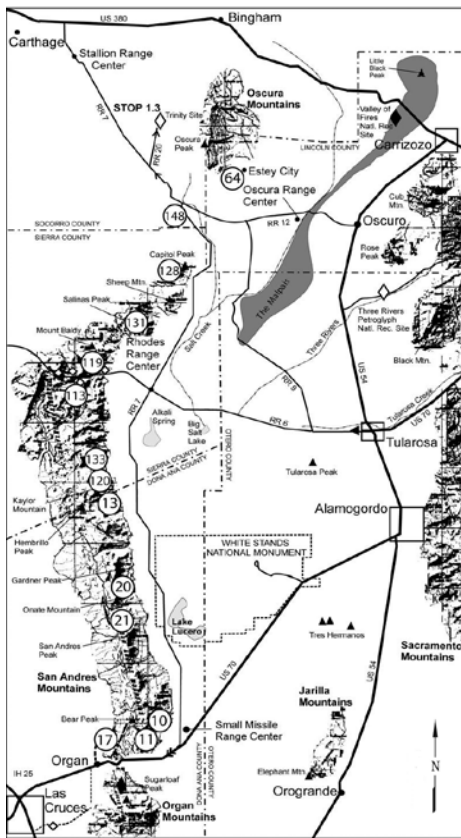 US 380
Bingham
Carthage
Stallion Range
Center
Little
Black Peak
RR 7
STOP 1.3
Oscura
Mountains
Trinity Site
Valley of
Fires
Natl. Rec.
Site
Carrizozo
Oscura
Peak
RR 20
LINCOLN COUNTY
64
Estey City
Oscura Range
Center
Cub
Mtn.
148
RR 12
Oscuro
SOCORRO COUNTY
SIERRA COUNTY
Rose
Peak
Capitol Peak
128
Sheep Mtn.
The Malpais
Salinas Peak
131
Salt Creek
Three Rivers
Three Rivers
Petroglyph
Natl. Rec. Site
Mount Baldy
Rhodes
Range
Center
119
Black Mtn.
113
RR 7
RR 9
US 54
Tularosa Creek
US 70
Alkali
Spring
Big
Salt
Lake
RR 6
Tularosa
133
SIERRA COUNTY
DONA ANA COUNTY
OTERO COUNTY
Tularosa Peak
120
Kaylor
Mountain
13
Alamogordo
Hembrillo
Peak
WHITE STANDS
NATIONAL MONUMENT
Gardner Peak
20
Onate Mountain
21
Lake
Lucero
Tres Hermanos
San Andres
Peak
US 70
Sacramento
Mountains
San Andres
Mountains
US 54
Jarilla
Mountains
Bear Peak
10
17
11
Small Missile
Range Center
Organ
DONA ANA COUNTY
OTERO COUNTY
N
IH 25
Elephant Mtn.
Sugarloaf
Peak
Las
Cruces
Orogrande
Organ
Mountains